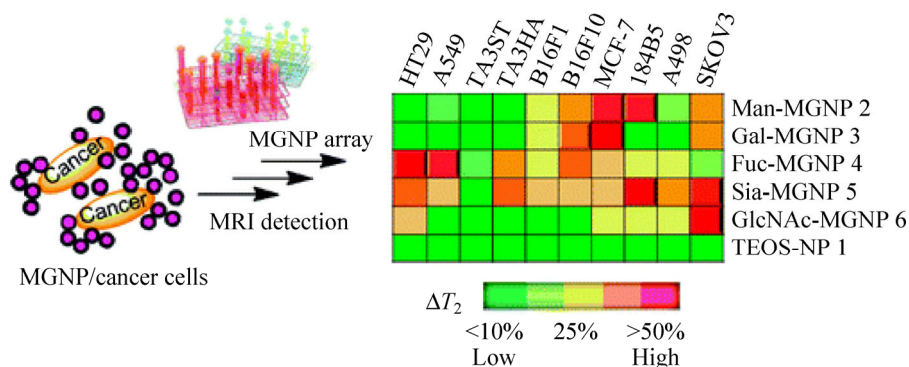 HT29
A549
TA3ST
TA3HA
B16F1
B16F10
MCF-7
184B5
A498
SKOV3
Cancer
Cancer
MGNP array
MRI detection
MGNP/cancer cells
Man-MGNP 2
Gal-MGNP 3
Fuc-MGNP 4
Sia-MGNP 5
GlcNAc-MGNP 6
TEOS-NP 1
ΔT₂
<10% 25% >50%
Low High